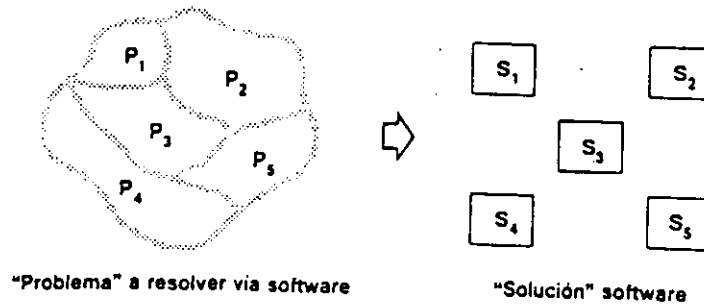 P1
P2
P3
P4
P5
"Problema" a resolver via software
S1
S2
S3
S4
S5
"Solución" software